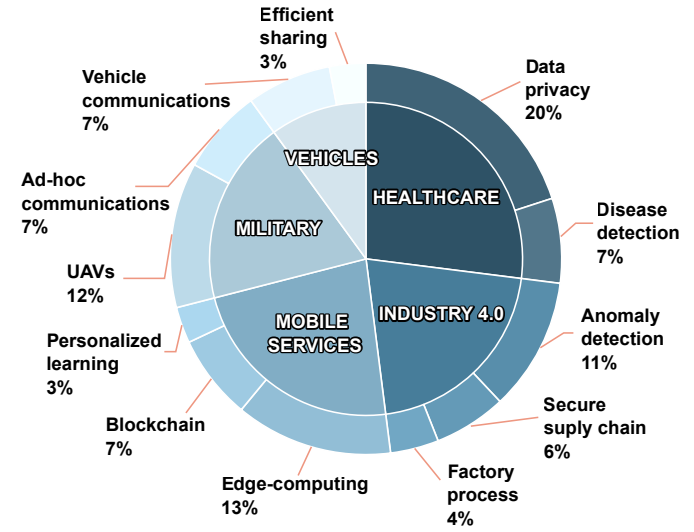 Efficient
sharing
3%
Data
privacy
20%
Vehicle
communications
7%
VEHICLES
HEALTHCARE
Ad-hoc
communications
7%
MILITARY
Disease
detection
7%
UAVs
12%
INDUSTRY 4.0
MOBILE
SERVICES
Anomaly
detection
11%
Personalized
learning
3%
Secure
suply chain
6%
Blockchain
7%
Edge-computing
13%
Factory
process
4%